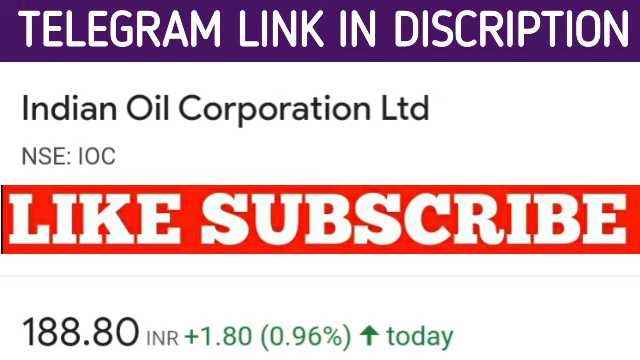 TELEGRAM LINK IN DISCRIPTION
Indian Oil Corporation Ltd
NSE: IOC
LIKE SUBSCRIBE
188.80 INR +1.80 (0.96%) ↑ today